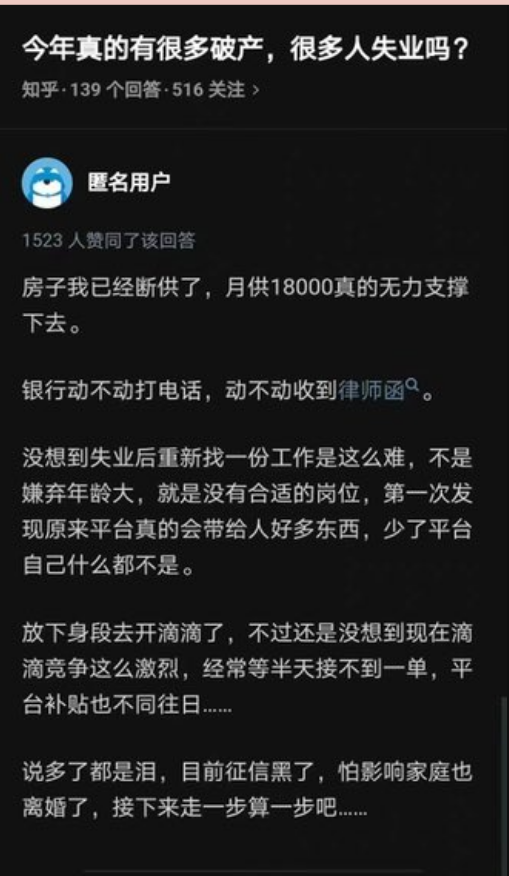 今年真的有很多破产，很多人失业吗？
知乎·139 个回答·516 关注 >
匿名用户
1523 人赞同了该回答
房子我已经断供了，月供18000真的无力支撑
下去。
银行动不动打电话，动不动收到律师函。
没想到失业后重新找一份工作是这么难，不是
嫌弃年龄大，就是没有合适的岗位，第一次发
现原来平台真的会带给人好多东西，少了平台
自己什么都不是。
放下身段去开滴滴了，不过还是没想到现在滴
滴竞争这么激烈，经常等半天接不到一单，平
台补贴也不同往日……
说多了都是泪，目前征信黑了，怕影响家庭也
离婚了，接下来走一步算一步吧……